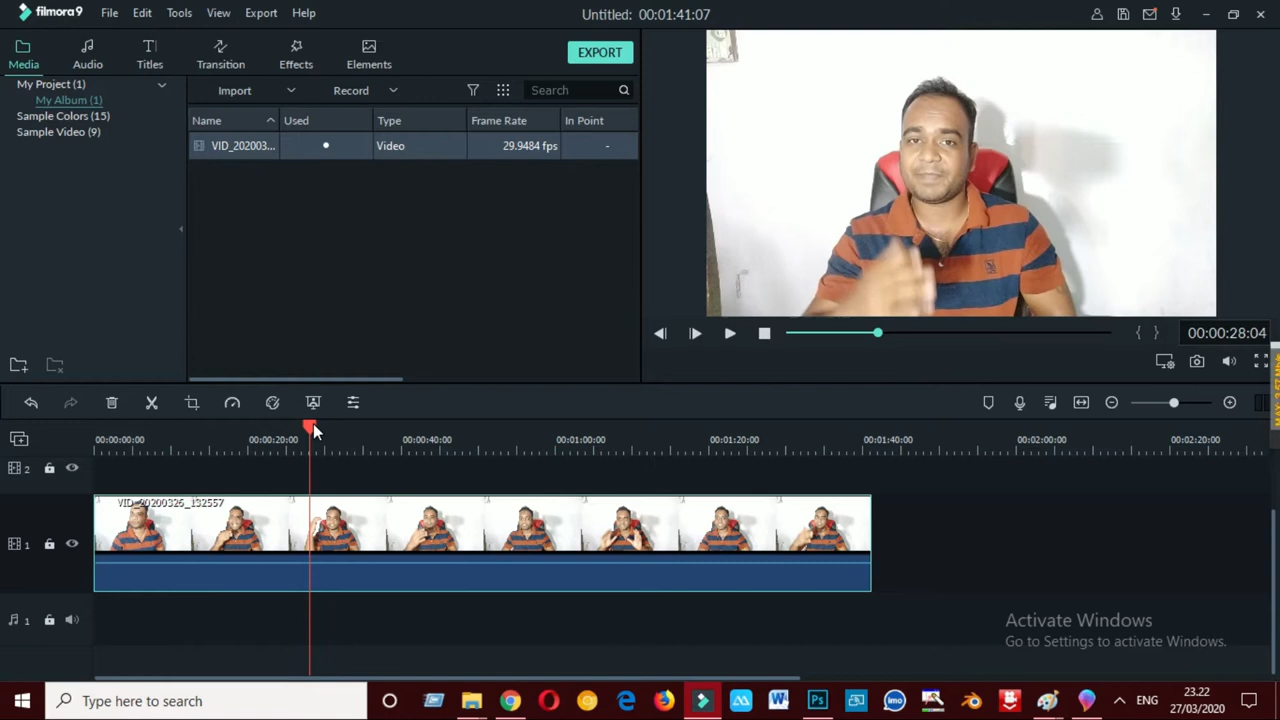 filmora9 File Edit Tools View Export Help Untitled: 00:01:41:07
Media Audio Titles Transition Effects Elements EXPORT
My Project (1)
My Album (1)
Sample Colors (15)
Sample Video (9)
Import Record Search
Name Used Type Frame Rate In Point
VID_202003... Video 29.9484 fps -
00:00:28:04
00:00:00:00 00:00:20:00 00:00:40:00 00:01:00:00 00:01:20:00 00:01:40:00 00:02:00:00 00:02:20:00
2
VID_20200326_132557
1
1
Activate Windows
Go to Settings to activate Windows.
Type here to search
ENG
23.22
27/03/2020